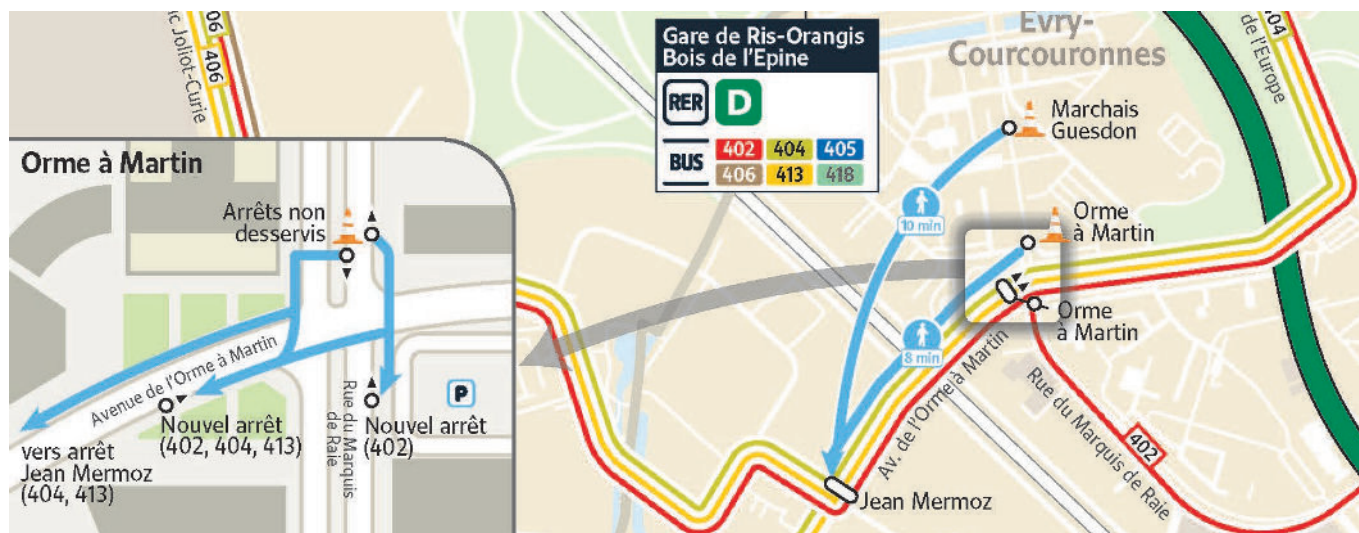 06
406
c Joliot-Curie
Gare de Ris-Orangis
Bois de l'Epine
RER
D
BUS
402
404
405
406
413
418
Evry-
Courcouronnes
404
de l'Europe
Marchais
Guesdon
10 min
Orme
à Martin
Orme
à Martin
8 min
Av. de l'Orme à Martin
Rue du Marquis de Raie
402
Jean Mermoz
Orme à Martin
Arrêts non
desservis
Avenue de l'Orme à Martin
Rue du Marquis
de Raie
P
Nouvel arrêt
(402, 404, 413)
Nouvel arrêt
(402)
vers arrêt
Jean Mermoz
(404, 413)